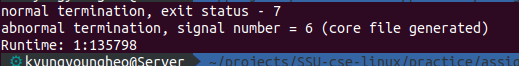 normal termination, exit status - 7
abnormal termination, signal number = 6 (core file generated)
Runtime: 1:135798
kyungyoungheo@Server ~/projects/SSU-cse-linux/practice/assig